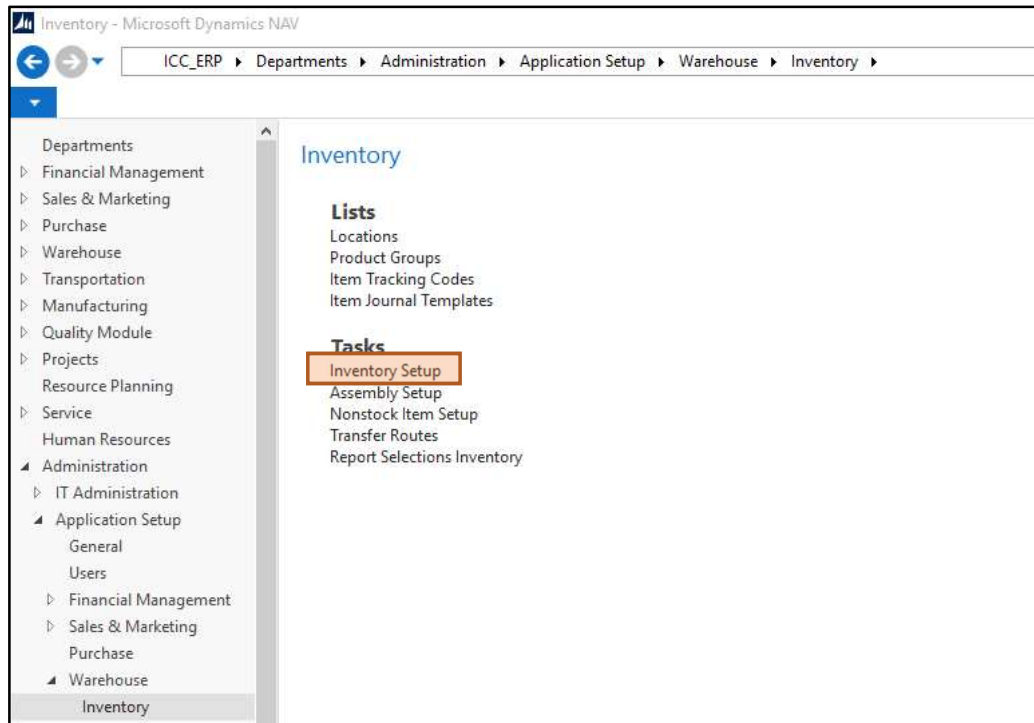 Inventory - Microsoft Dynamics NAV
ICC_ERP ▸ Departments ▸ Administration ▸ Application Setup ▸ Warehouse ▸ Inventory ▸
Departments
Financial Management
Sales & Marketing
Purchase
Warehouse
Transportation
Manufacturing
Quality Module
Projects
Resource Planning
Service
Human Resources
Administration
IT Administration
Application Setup
General
Users
Financial Management
Sales & Marketing
Purchase
Warehouse
Inventory
Inventory
Lists
Locations
Product Groups
Item Tracking Codes
Item Journal Templates
Tasks
Inventory Setup
Assembly Setup
Nonstock Item Setup
Transfer Routes
Report Selections Inventory